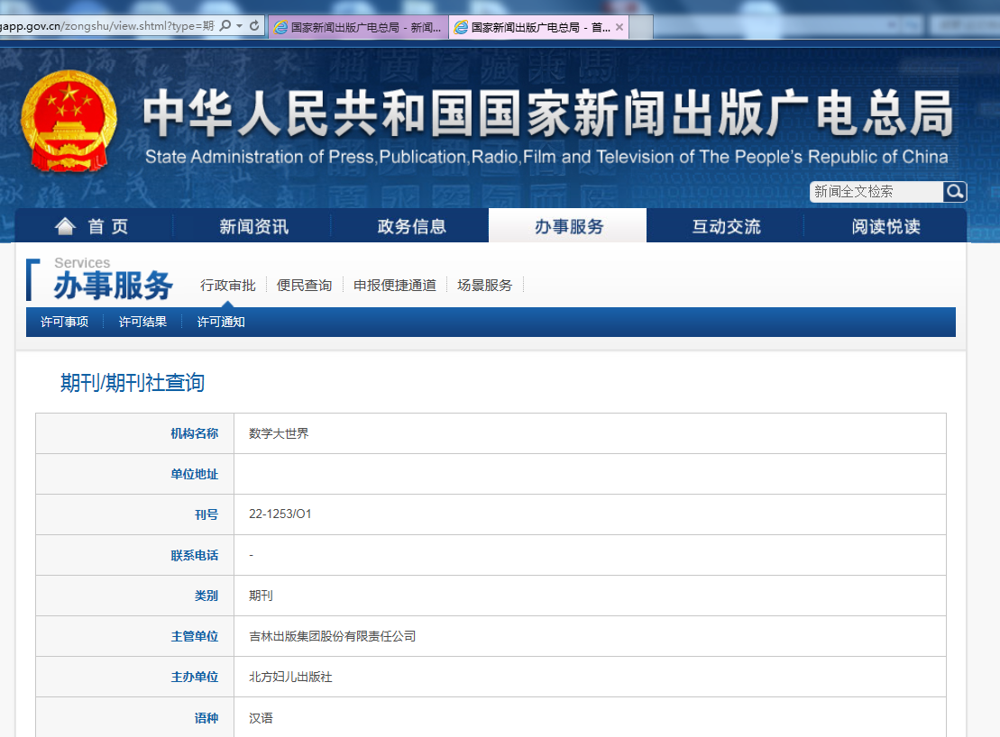 gapp.gov.cn/zongshu/view.shtml?type=期
国家新闻出版广电总局 - 新闻...
国家新闻出版广电总局 - 首...
中华人民共和国国家新闻出版广电总局
State Administration of Press,Publication,Radio,Film and Television of The People's Republic of China
新闻全文检索
首 页 新闻资讯 政务信息 办事服务 互动交流 阅读悦读
Services
办事服务
行政审批 便民查询 申报便捷通道 场景服务
许可事项 许可结果 许可通知
期刊/期刊社查询
机构名称 数学大世界
单位地址
刊号 22-1253/O1
联系电话 -
类别 期刊
主管单位 吉林出版集团股份有限责任公司
主办单位 北方妇儿出版社
语种 汉语